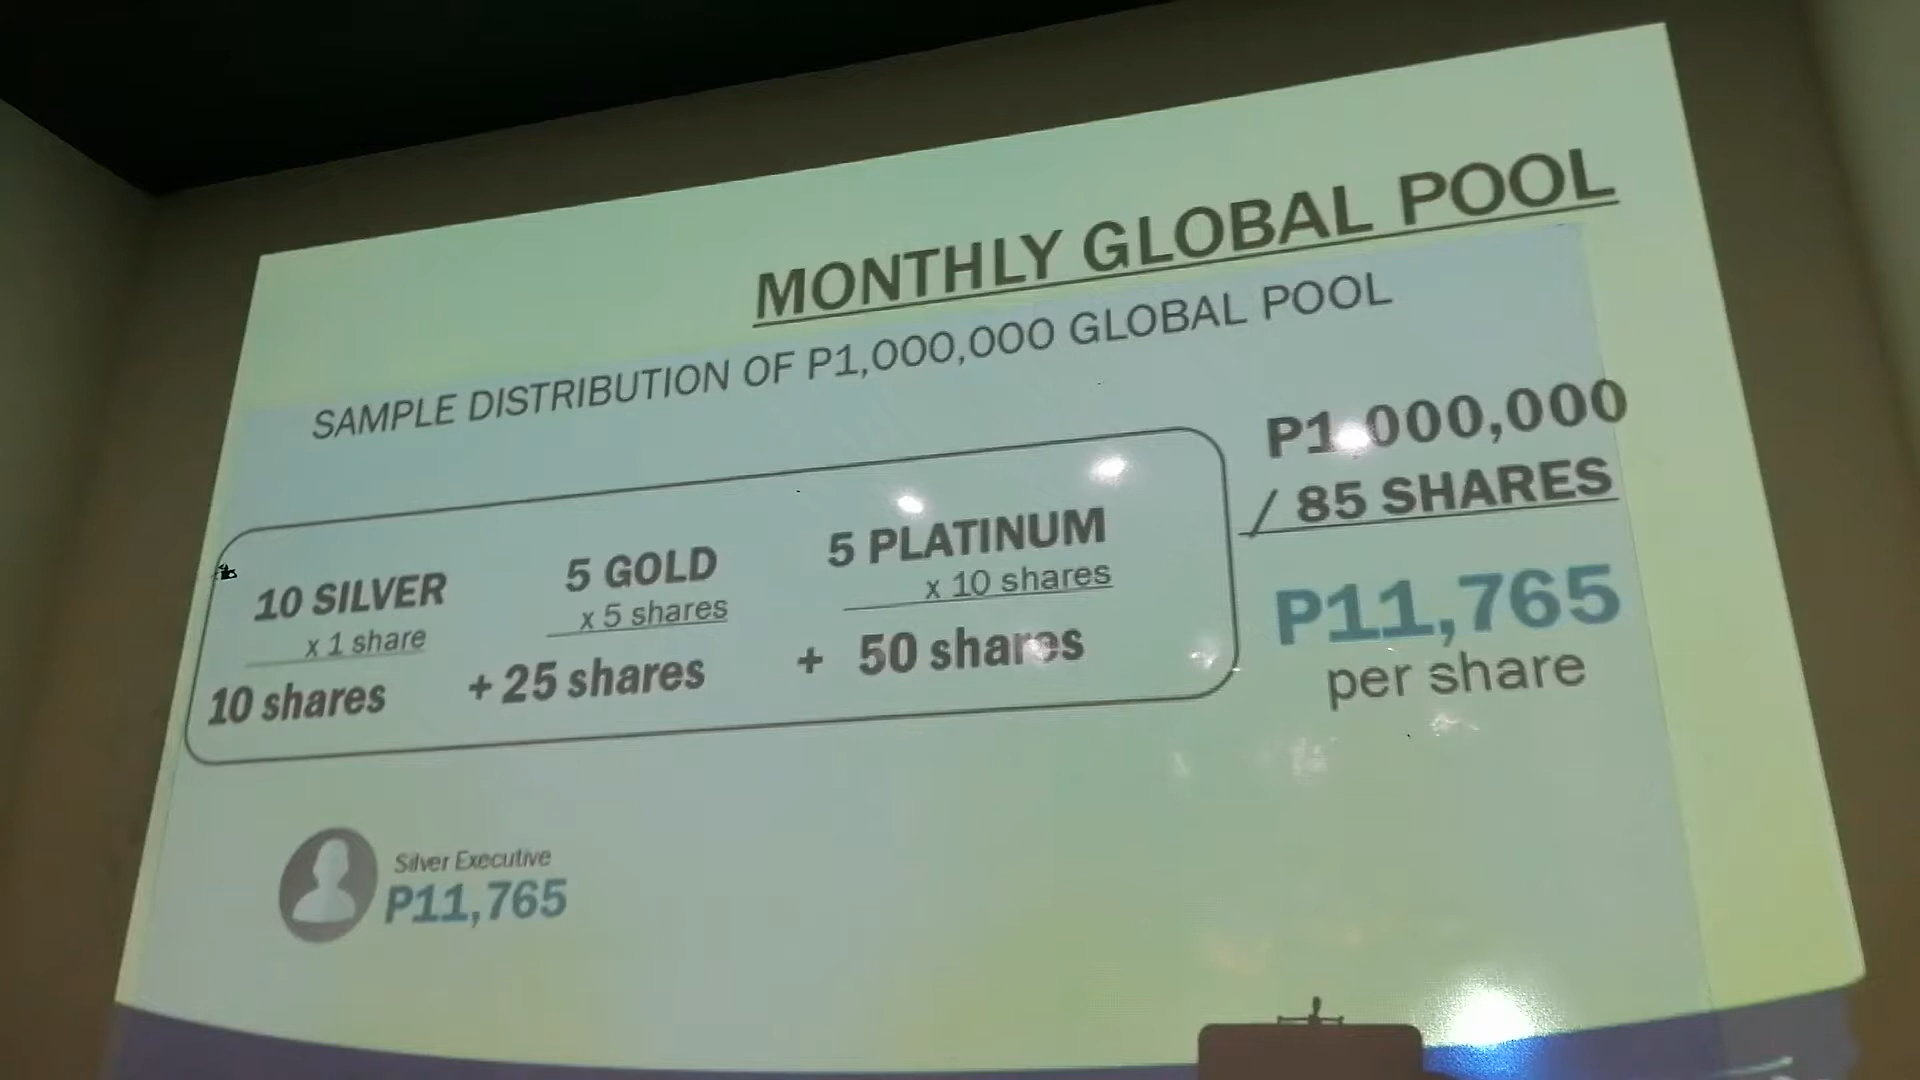 MONTHLY GLOBAL POOL
SAMPLE DISTRIBUTION OF P1,000,000 GLOBAL POOL
10 SILVER
x 1 share
10 shares
5 GOLD
x 5 shares
+ 25 shares
5 PLATINUM
x 10 shares
+ 50 shares
P1,000,000
/ 85 SHARES
P11,765
per share
Silver Executive
P11,765